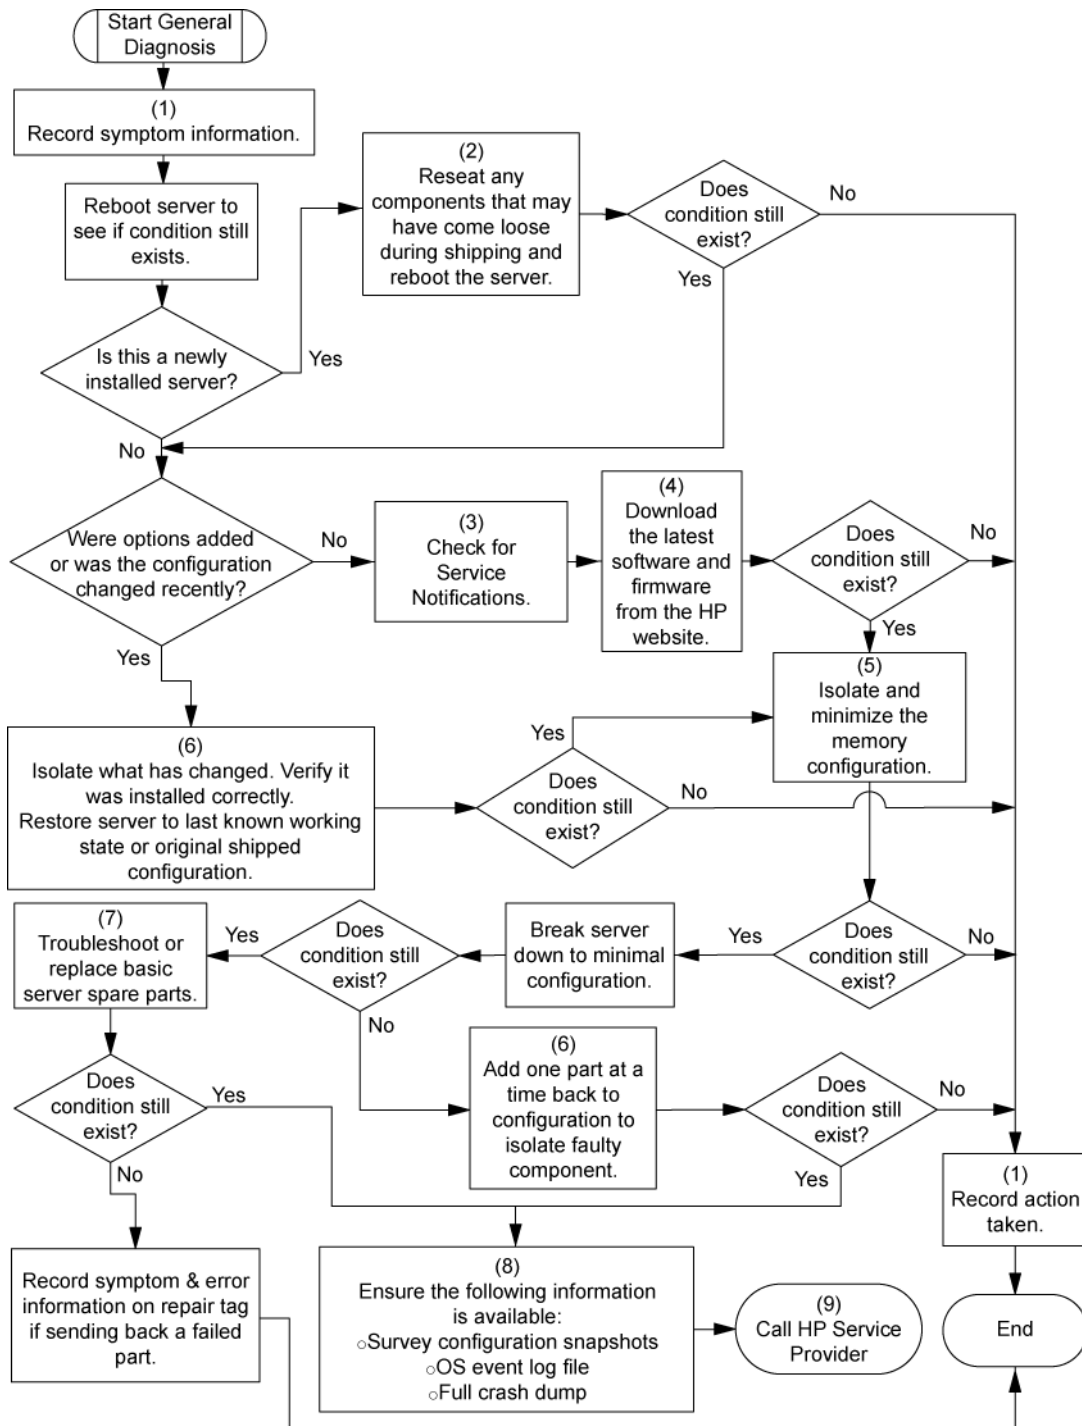 Start General
Diagnosis
(1)
Record symptom information.
Reboot server to
see if condition still
exists.
Is this a newly
installed server?
Yes
No
(2)
Reseat any
components that may
have come loose
during shipping and
reboot the server.
Does
condition still
exist?
No
Yes
Were options added
or was the configuration
changed recently?
No
Yes
(3)
Check for
Service
Notifications.
(4)
Download
the latest
software and
firmware
from the HP
website.
Does
condition still
exist?
No
Yes
(5)
Isolate and
minimize the
memory
configuration.
(6)
Isolate what has changed. Verify it
was installed correctly.
Restore server to last known working
state or original shipped
configuration.
Yes
Does
condition still
exist?
No
Does
condition still
exist?
No
Yes
Break server
down to minimal
configuration.
Does
condition still
exist?
Yes
No
(7)
Troubleshoot or
replace basic
server spare parts.
(6)
Add one part at a
time back to
configuration to
isolate faulty
component.
Does
condition still
exist?
No
Yes
Does
condition still
exist?
Yes
No
(1)
Record action
taken.
Record symptom & error
information on repair tag
if sending back a failed
part.
(8)
Ensure the following information
is available:
○Survey configuration snapshots
○OS event log file
○Full crash dump
(9)
Call HP Service
Provider
End